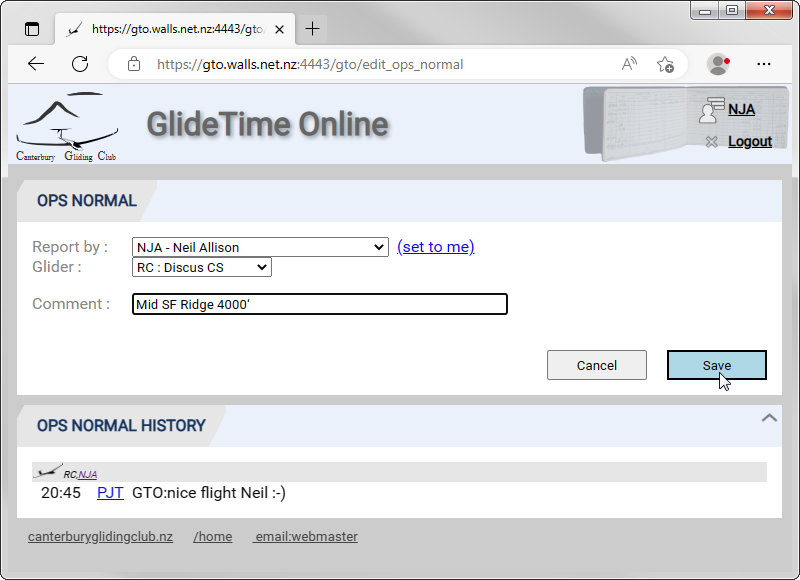 https://gto.walls.net.nz:4443/gto/
https://gto.walls.net.nz:4443/gto/edit_ops_normal
Canterbury Gliding Club
GlideTime Online
NJA
Logout
OPS NORMAL
Report by : NJA - Neil Allison (set to me)
Glider : RC : Discus CS
Comment : Mid SF Ridge 4000'
Cancel Save
OPS NORMAL HISTORY
RC,NJA
20:45 PJT GTO:nice flight Neil :-)
canterburyglidingclub.nz /home email:webmaster